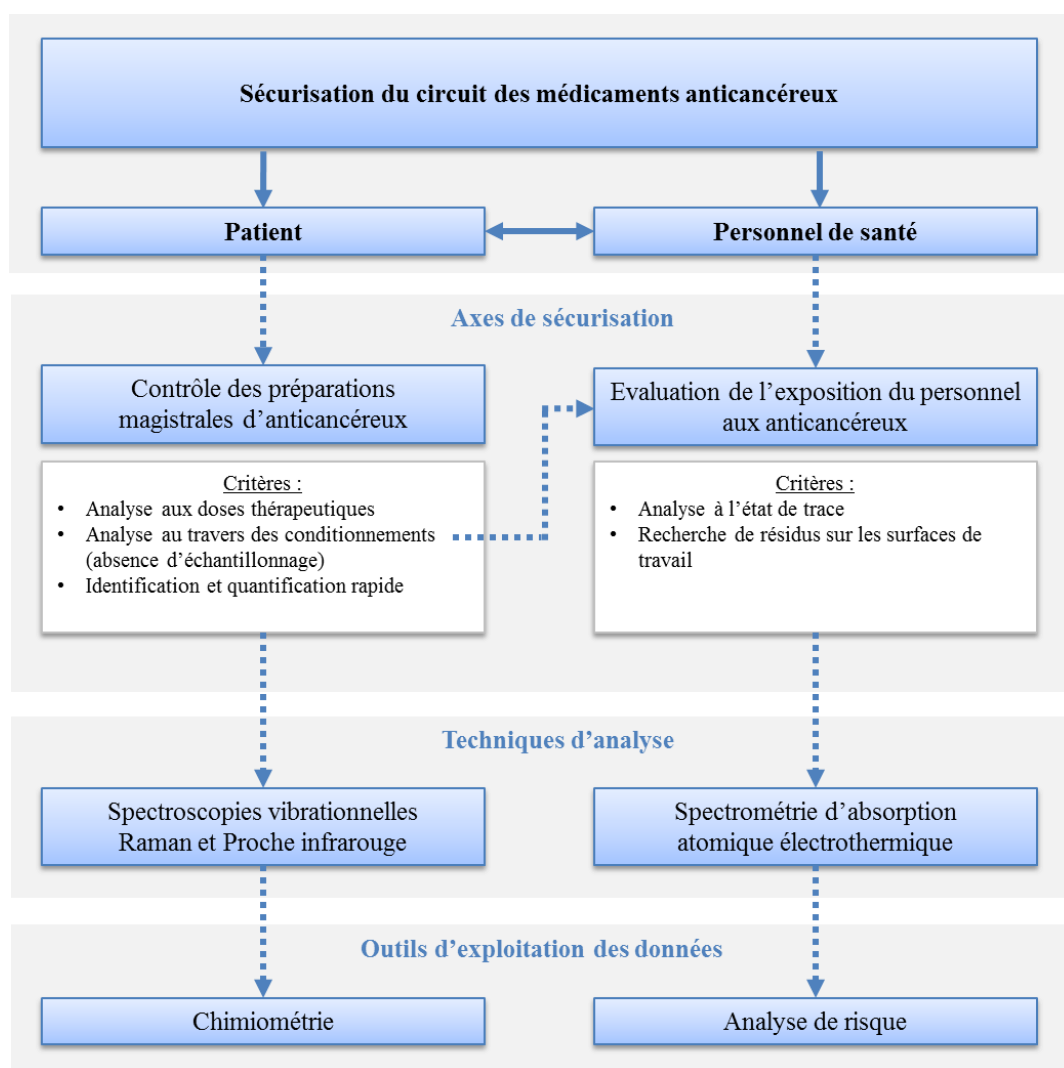 Sécurisation du circuit des médicaments anticancéreux
Patient
Personnel de santé
Axes de sécurisation
Contrôle des préparations
magistrales d’anticancéreux
Evaluation de l’exposition du personnel
aux anticancéreux
Critères :
• Analyse aux doses thérapeutiques
• Analyse au travers des conditionnements
(absence d’échantillonnage)
• Identification et quantification rapide
Critères :
• Analyse à l’état de trace
• Recherche de résidus sur les surfaces de
travail
Techniques d’analyse
Spectroscopies vibrationnelles
Raman et Proche infrarouge
Spectrométrie d’absorption
atomique électrothermique
Outils d’exploitation des données
Chimiométrie
Analyse de risque